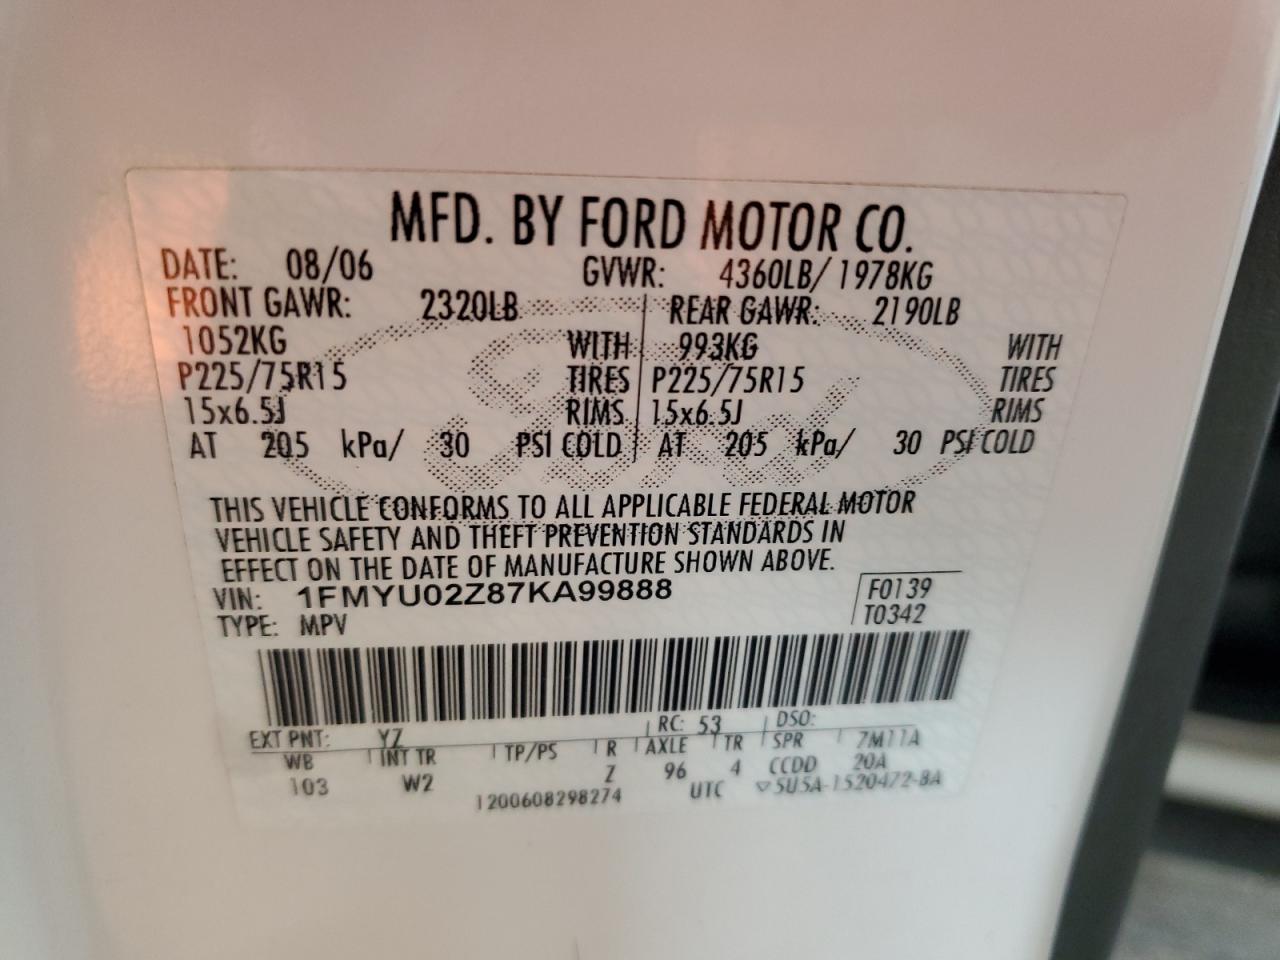 MFD. BY FORD MOTOR CO.
DATE: 08/06 GVWR: 4360LB/ 1978KG
FRONT GAWR: 2320LB REAR GAWR: 2190LB
1052KG WITH 993KG WITH
P225/75R15 TIRES P225/75R15 TIRES
15x6.5J RIMS 15x6.5J RIMS
AT 205 kPa/ 30 PSI COLD AT 205 kPa/ 30 PSI COLD
Ford
THIS VEHICLE CONFORMS TO ALL APPLICABLE FEDERAL MOTOR
VEHICLE SAFETY AND THEFT PREVENTION STANDARDS IN
EFFECT ON THE DATE OF MANUFACTURE SHOWN ABOVE.
VIN: 1FMYU02Z87KA99888 F0139
TYPE: MPV T0342
EXT PNT: YZ RC: 53 DSO:
WB INT TR TP/PS R AXLE TR SPR 7M11A
103 W2 Z 96 4 CCDD 20A
1200608298274 UTC ▽5U5A-1520472-BA